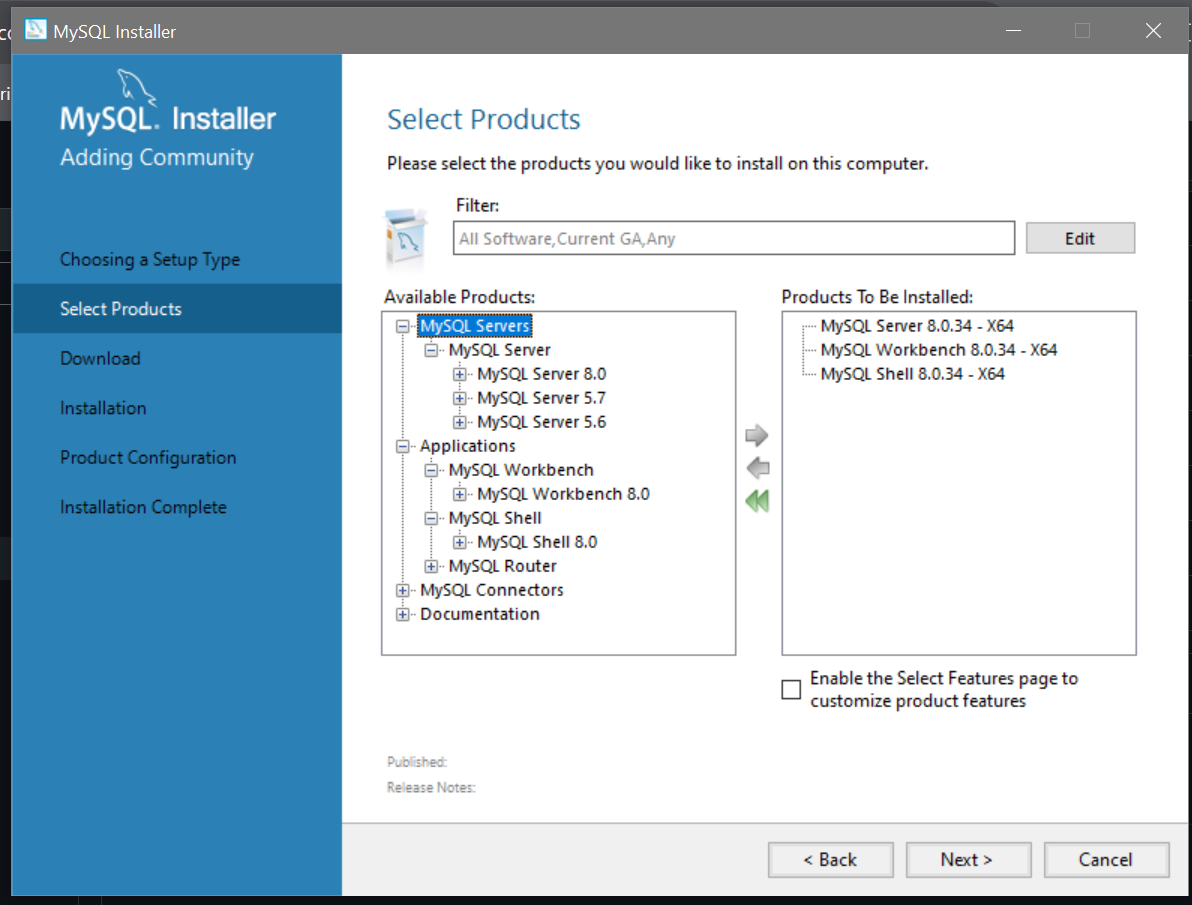 MySQL Installer
MySQL. Installer
Adding Community
Choosing a Setup Type
Select Products
Download
Installation
Product Configuration
Installation Complete
Select Products
Please select the products you would like to install on this computer.
Filter:
All Software,Current GA,Any
Edit
Available Products:
MySQL Servers
MySQL Server
MySQL Server 8.0
MySQL Server 5.7
MySQL Server 5.6
Applications
MySQL Workbench
MySQL Workbench 8.0
MySQL Shell
MySQL Shell 8.0
MySQL Router
MySQL Connectors
Documentation
Products To Be Installed:
MySQL Server 8.0.34 - X64
MySQL Workbench 8.0.34 - X64
MySQL Shell 8.0.34 - X64
Enable the Select Features page to
customize product features
Published:
Release Notes:
< Back
Next >
Cancel